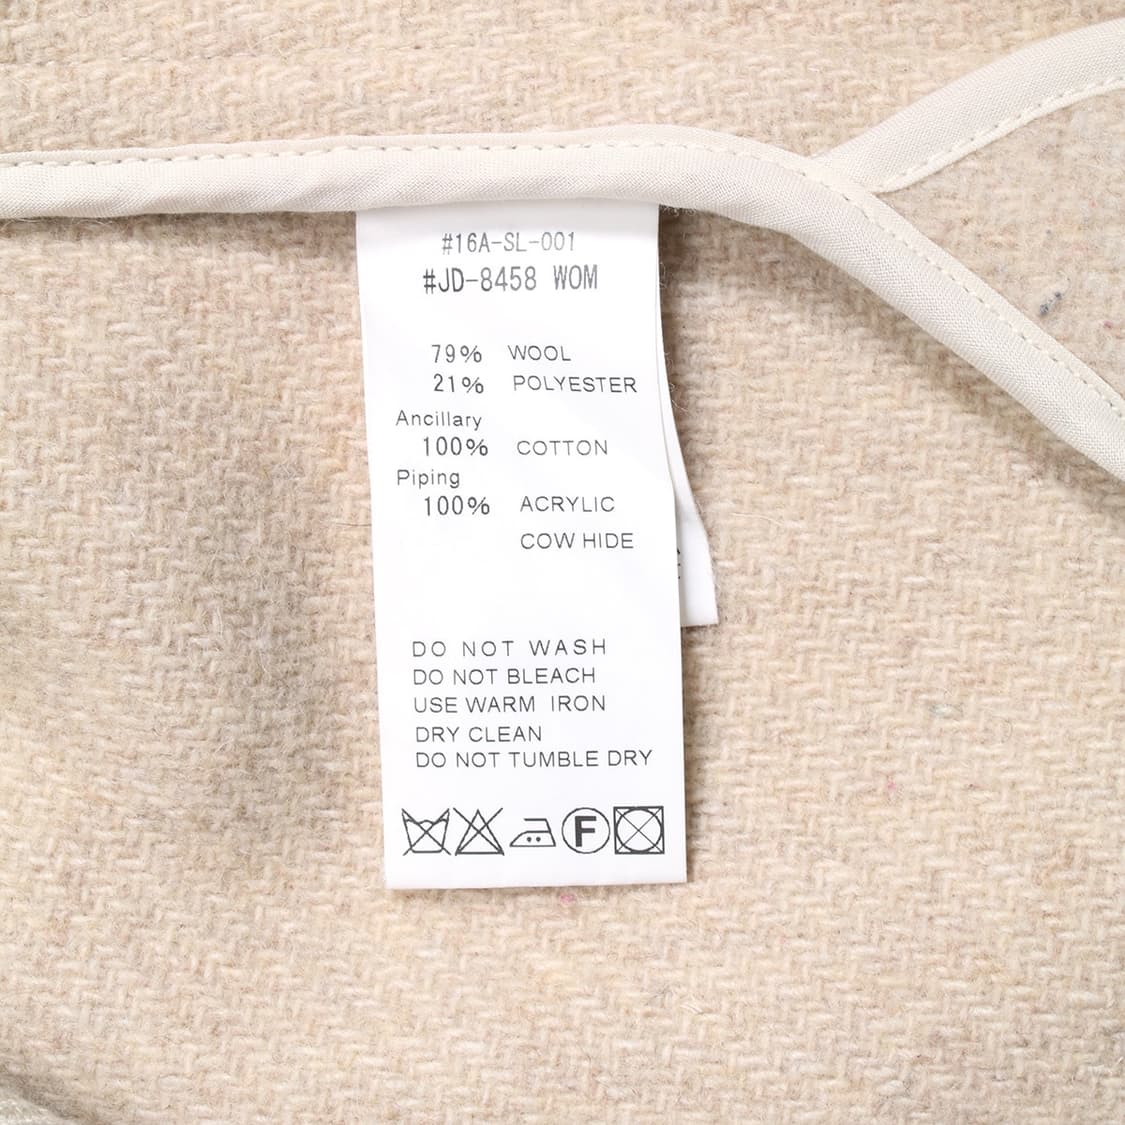 #16A-SL-001
#JD-8458 WOM
79% WOOL
21% POLYESTER
Ancillary
100% COTTON
Piping
100% ACRYLIC
COW HIDE
DO NOT WASH
DO NOT BLEACH
USE WARM IRON
DRY CLEAN
DO NOT TUMBLE DRY
F